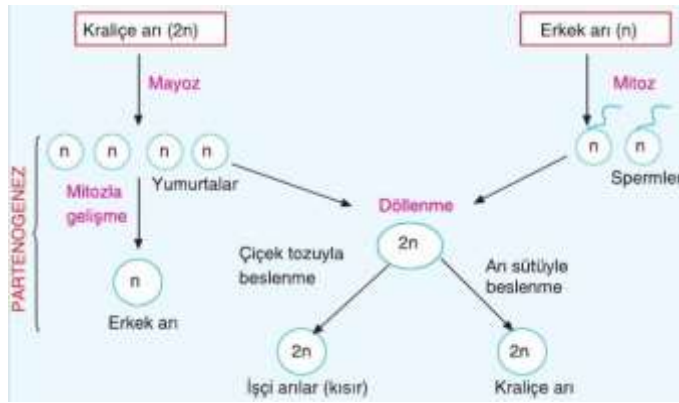 Kraliçe arı (2n)
Erkek arı (n)
Mayoz
Mitoz
n n n n
n n
Yumurtalar
Spermler
Mitozla
gelişme
Döllenme
2n
PARTENOGENEZ
Çiçek tozuyla
beslenme
Arı sütüyle
beslenme
n
Erkek arı
2n
2n
İşçi arılar (kısır)
Kraliçe arı